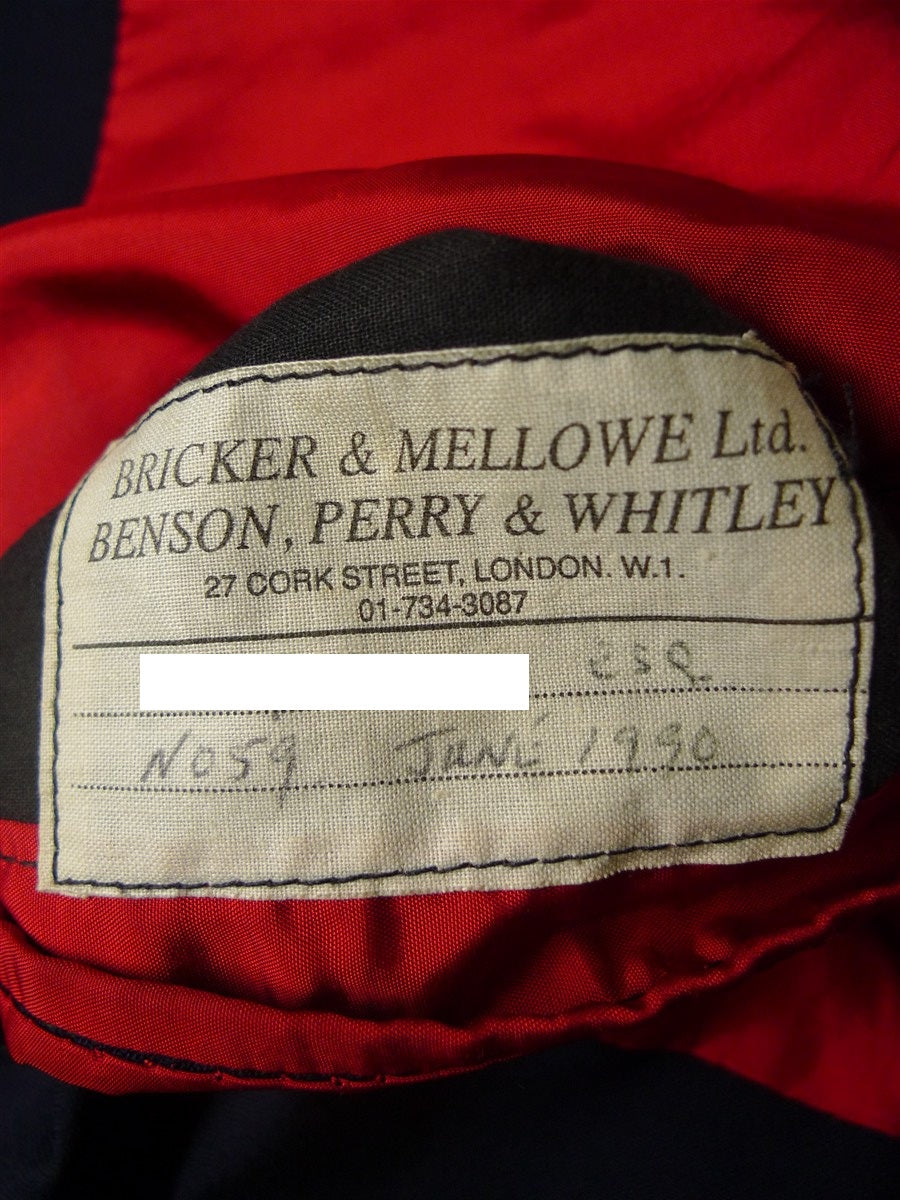 BRICKER & MELLOWE Ltd.
BENSON, PERRY & WHITLEY
27 CORK STREET, LONDON. W.1.
01-734-3087
esq
NO59 JUNE 1990